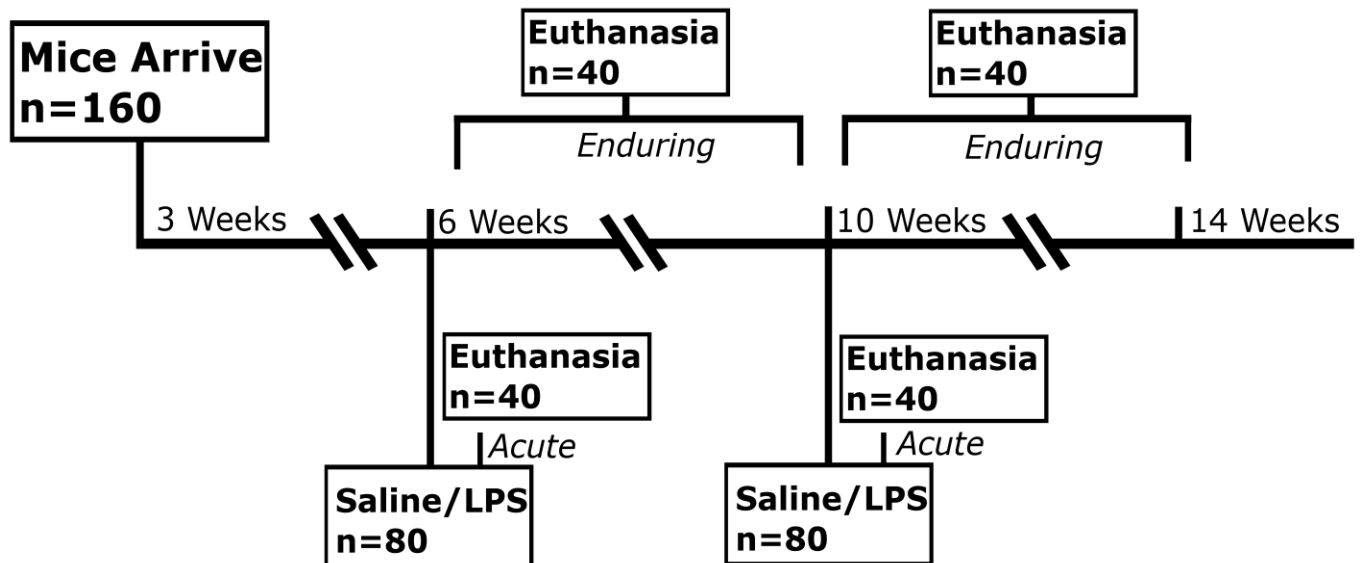 Mice Arrive
n=160
Euthanasia
n=40
Enduring
Euthanasia
n=40
Enduring
3 Weeks
6 Weeks
10 Weeks
14 Weeks
Euthanasia
n=40
Acute
Saline/LPS
n=80
Euthanasia
n=40
Acute
Saline/LPS
n=80